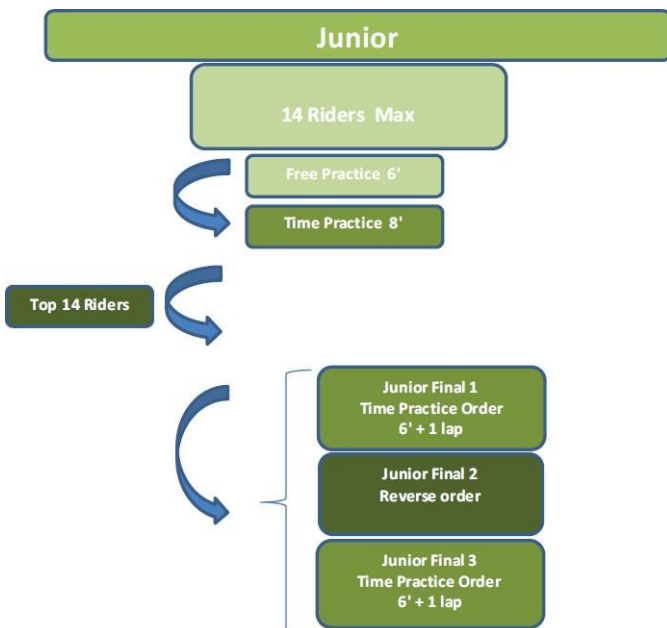 Junior
14 Riders Max
Free Practice 6'
Time Practice 8'
Top 14 Riders
Junior Final 1
Time Practice Order
6' + 1 lap
Junior Final 2
Reverse order
Junior Final 3
Time Practice Order
6' + 1 lap